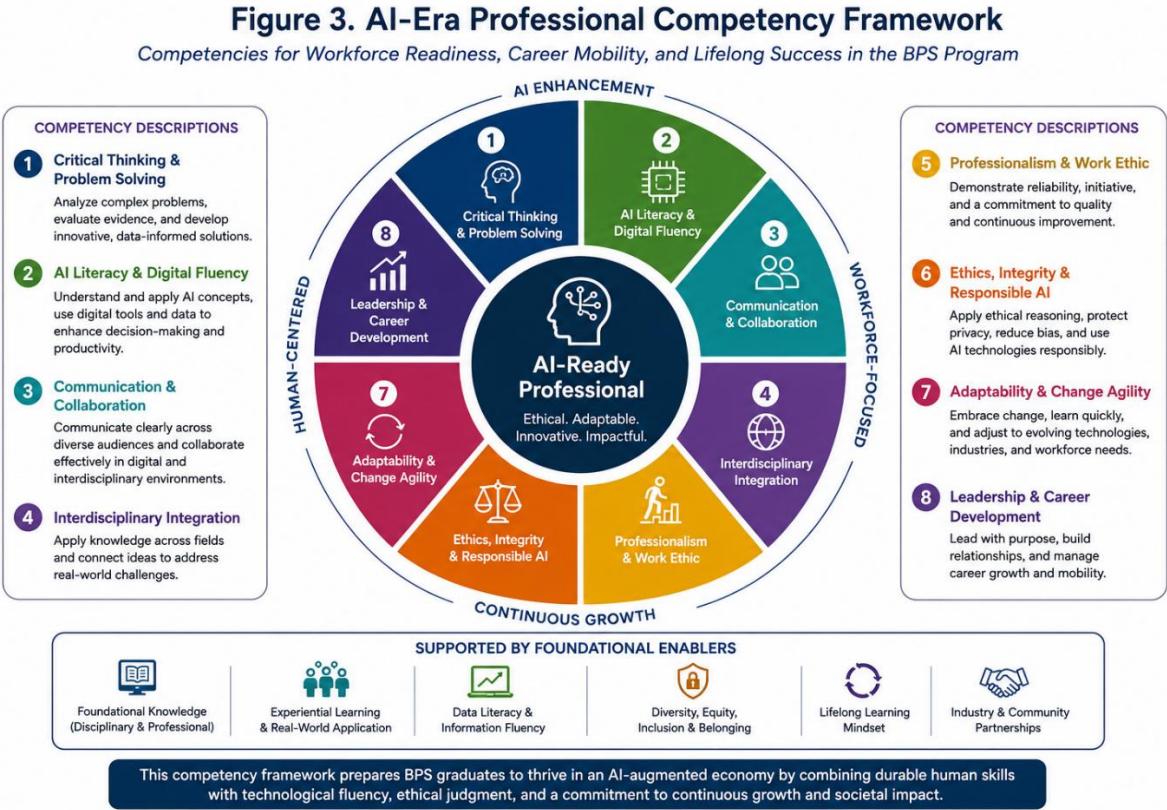 Figure 3. AI-Era Professional Competency Framework
Competencies for Workforce Readiness, Career Mobility, and Lifelong Success in the BPS Program
COMPETENCY DESCRIPTIONS
1
Critical Thinking &
Problem Solving
Analyze complex problems,
evaluate evidence, and develop
innovative, data-informed solutions.
2
AI Literacy & Digital Fluency
Understand and apply AI concepts,
use digital tools and data to
enhance decision-making and
productivity.
3
Communication &
Collaboration
Communicate clearly across
diverse audiences and collaborate
effectively in digital and
interdisciplinary environments.
4
Interdisciplinary Integration
Apply knowledge across fields
and connect ideas to address
real-world challenges.
AI ENHANCEMENT
WORKFORCE-FOCUSED
CONTINUOUS GROWTH
HUMAN-CENTERED
1
Critical Thinking
& Problem Solving
2
AI Literacy &
Digital Fluency
3
Communication
& Collaboration
4
Interdisciplinary
Integration
Professionalism
& Work Ethic
Ethics, Integrity
& Responsible AI
7
Adaptability &
Change Agility
8
Leadership &
Career
Development
AI-Ready
Professional
Ethical. Adaptable.
Innovative. Impactful.
COMPETENCY DESCRIPTIONS
5
Professionalism & Work Ethic
Demonstrate reliability, initiative,
and a commitment to quality
and continuous improvement.
6
Ethics, Integrity &
Responsible AI
Apply ethical reasoning, protect
privacy, reduce bias, and use
AI technologies responsibly.
7
Adaptability & Change Agility
Embrace change, learn quickly,
and adjust to evolving technologies,
industries, and workforce needs.
8
Leadership & Career
Development
Lead with purpose, build
relationships, and manage
career growth and mobility.
SUPPORTED BY FOUNDATIONAL ENABLERS
Foundational Knowledge
(Disciplinary & Professional)
Experiential Learning
& Real-World Application
Data Literacy &
Information Fluency
Diversity, Equity,
Inclusion & Belonging
Lifelong Learning
Mindset
Industry & Community
Partnerships
This competency framework prepares BPS graduates to thrive in an AI-augmented economy by combining durable human skills
with technological fluency, ethical judgment, and a commitment to continuous growth and societal impact.